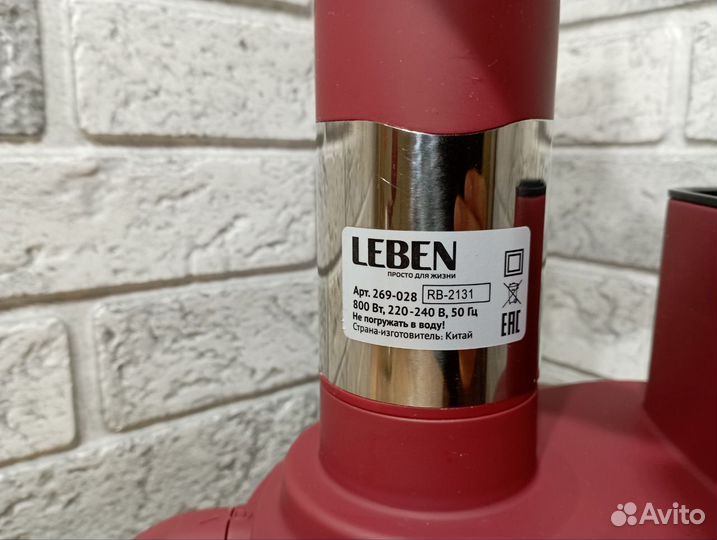 LEBEN
ПРОСТО ДЛЯ ЖИЗНИ
Арт. 269-028 RB-2131
800 Вт, 220-240 В, 50 Гц
Не погружать в воду!
Страна-изготовитель: Китай
EAC
Avito